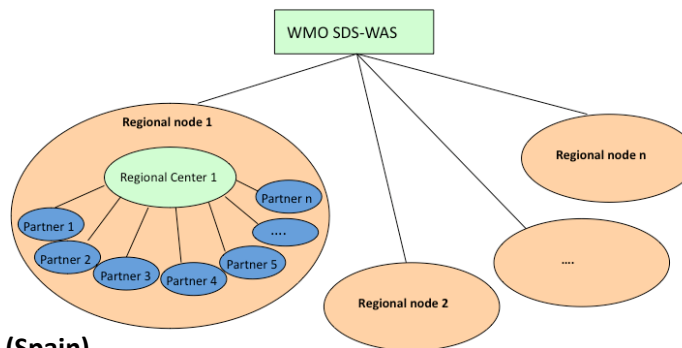 WMO SDS-WAS
Regional node 1
Regional Center 1
Partner n
Partner 1
....
Partner 2
Partner 3
Partner 4
Partner 5
Regional node n
....
Regional node 2
(Spain)